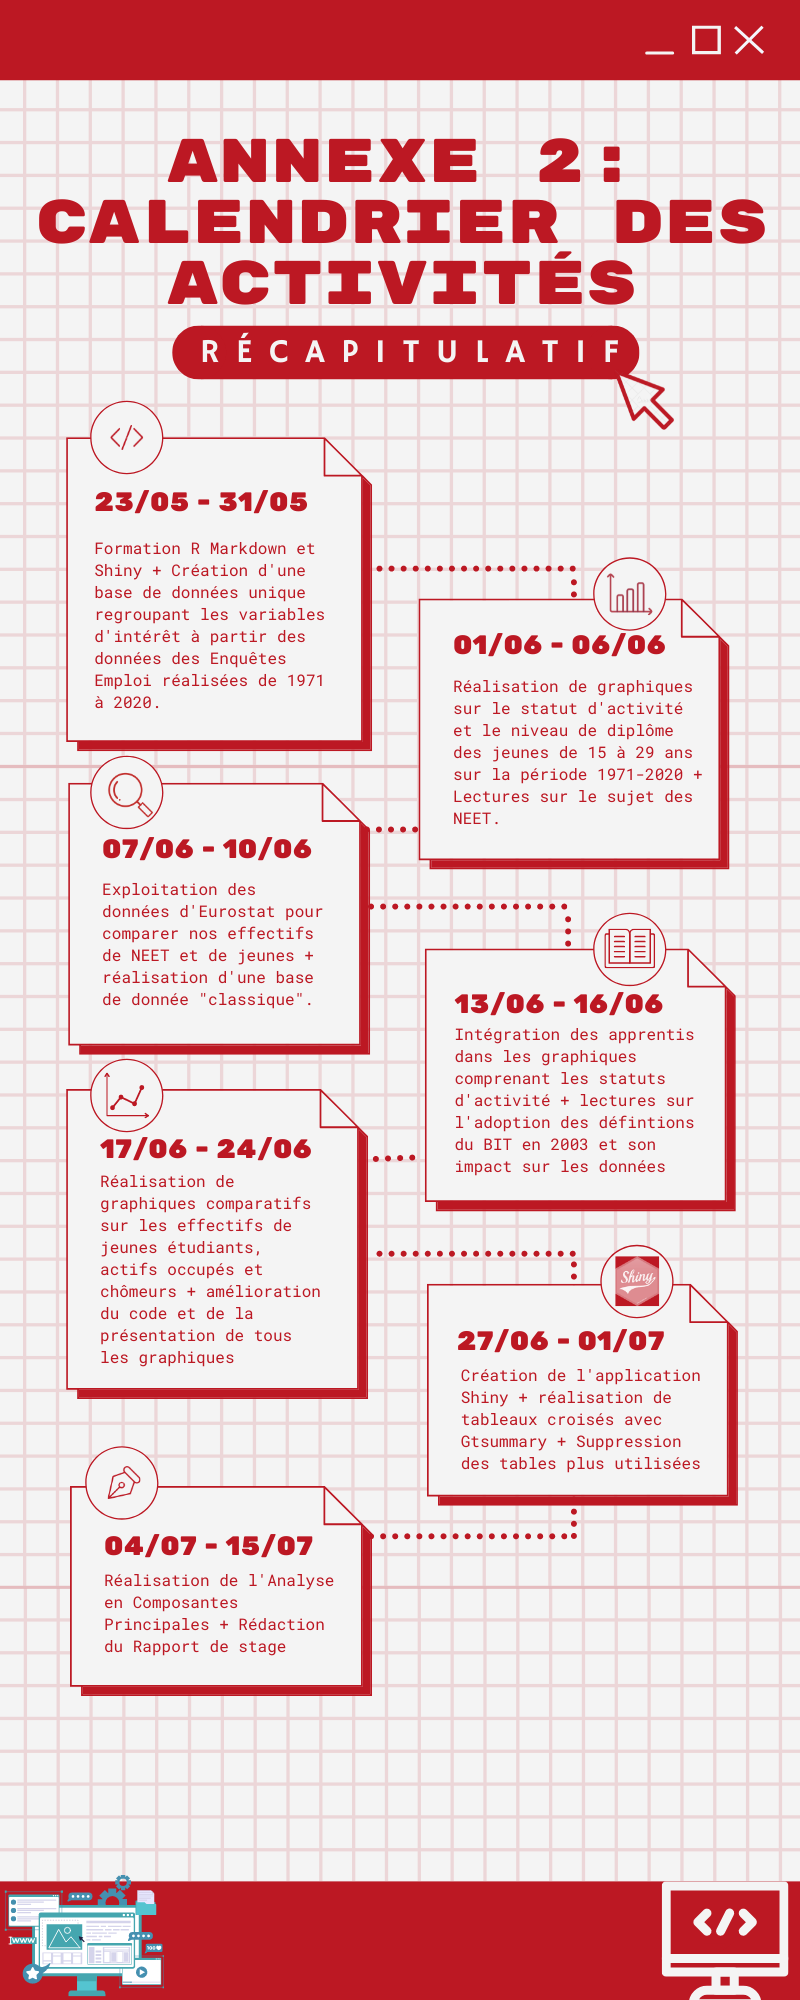 ANNEXE 2:
CALENDRIER DES
ACTIVITÉS
RÉCAPITULATIF
23/05 - 31/05
Formation R Markdown et
Shiny + Création d'une
base de données unique
regroupant les variables
d'intérêt à partir des
données des Enquêtes
Emploi réalisées de 1971
à 2020.
01/06 - 06/06
Réalisation de graphiques
sur le statut d'activité
et le niveau de diplôme
des jeunes de 15 à 29 ans
sur la période 1971-2020 +
Lectures sur le sujet des
NEET.
07/06 - 10/06
Exploitation des
données d'Eurostat pour
comparer nos effectifs
de NEET et de jeunes +
réalisation d'une base
de donnée "classique".
13/06 - 16/06
Intégration des apprentis
dans les graphiques
comprenant les statuts
d'activité + lectures sur
l'adoption des défintions
du BIT en 2003 et son
impact sur les données
17/06 - 24/06
Réalisation de
graphiques comparatifs
sur les effectifs de
jeunes étudiants,
actifs occupés et
chômeurs + amélioration
du code et de la
présentation de tous
les graphiques
Shiny
27/06 - 01/07
Création de l'application
Shiny + réalisation de
tableaux croisés avec
Gtsummary + Suppression
des tables plus utilisées
04/07 - 15/07
Réalisation de l'Analyse
en Composantes
Principales + Rédaction
du Rapport de stage
www
100